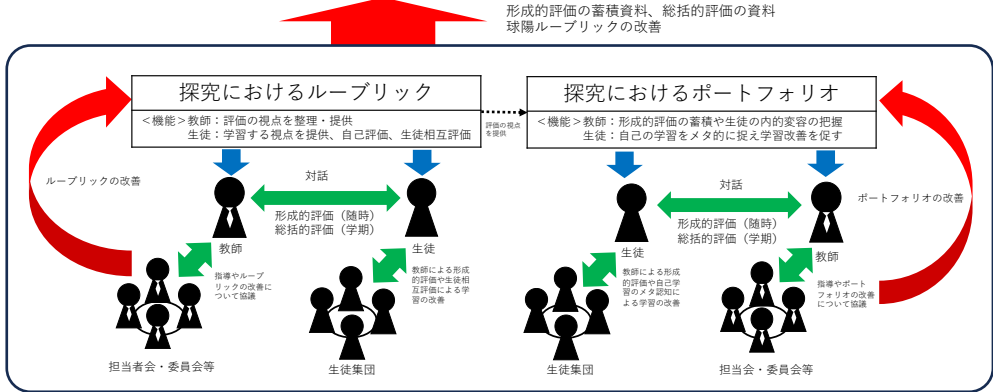 形成的評価の蓄積資料、総括的評価の資料
球陽ルーブリックの改善
探究におけるルーブリック
＜機能＞教師：評価の視点を整理・提供
生徒：学習する視点を提供、自己評価、生徒相互評価
評価の視点
を提供
探究におけるポートフォリオ
＜機能＞教師：形成的評価の蓄積や生徒の内的変容の把握
生徒：自己の学習をメタ的に捉え学習改善を促す
ルーブリックの改善
対話
形成的評価（随時）
総括的評価（学期）
教師
生徒
指導やルーブ
リックの改善に
ついて協議
教師による形成
的評価や生徒相
互評価による学
習の改善
担当者会・委員会等
生徒集団
対話
形成的評価（随時）
総括的評価（学期）
生徒
教師
ポートフォリオの改善
教師による形成
的評価や自己学
習のメタ認知に
よる学習の改善
指導やポート
フォリオの改善
について協議
生徒集団
担当者会・委員会等